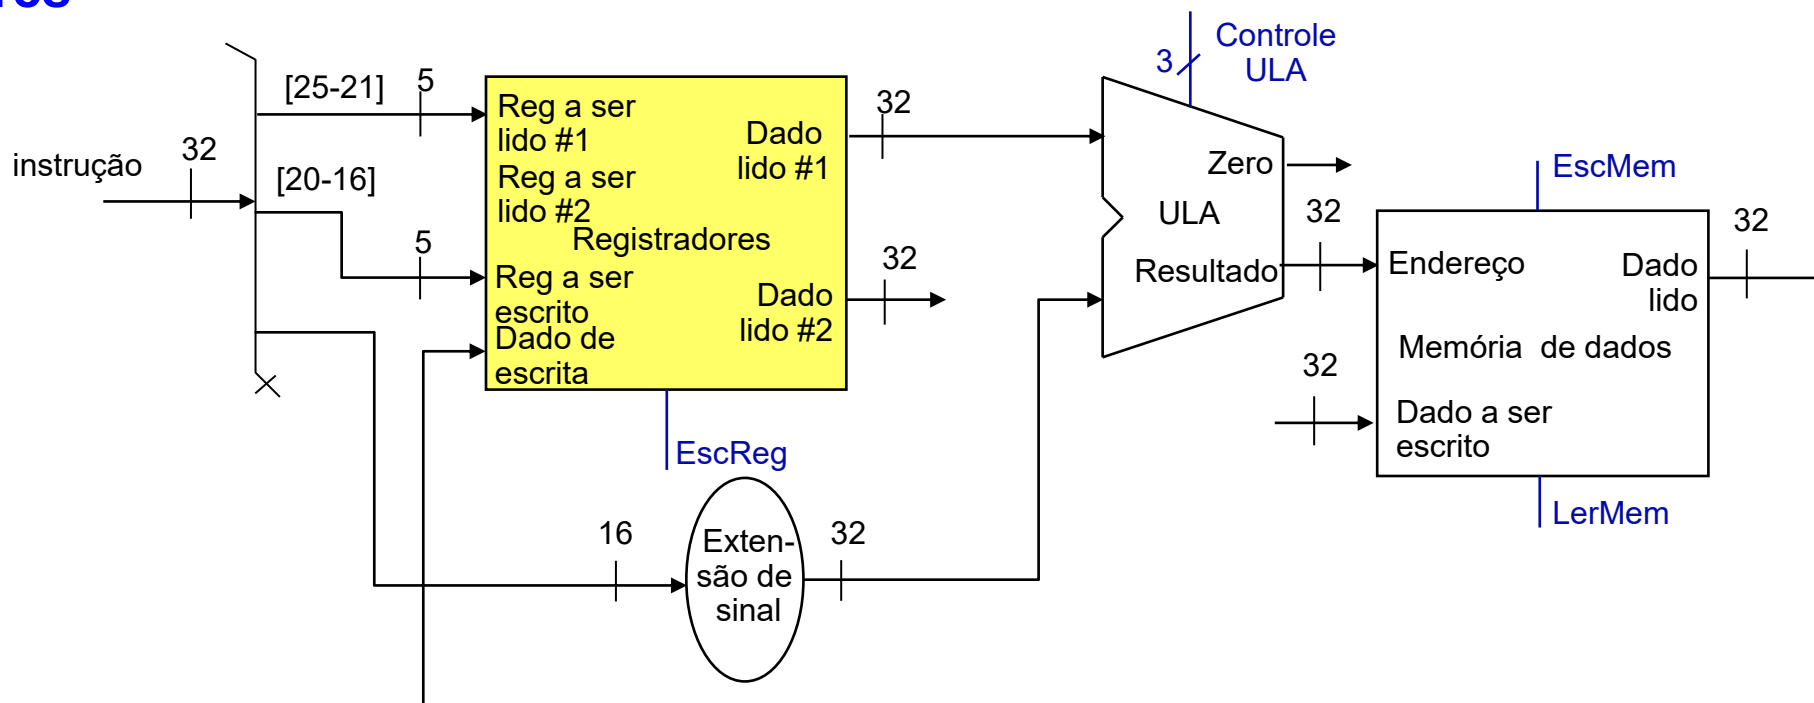 [25-21]
5
instrução
32
[20-16]
5
Reg a ser
lido #1
Reg a ser
lido #2
Registradores
Reg a ser
escrito
Dado de
escrita
Dado
lido #1
Dado
lido #2
32
32
EscReg
16
Exten-
são de
sinal
32
3
Controle
ULA
Zero
ULA
Resultado
32
EscMem
Endereço
Dado
lido
Memória de dados
32
Dado a ser
escrito
32
LerMem